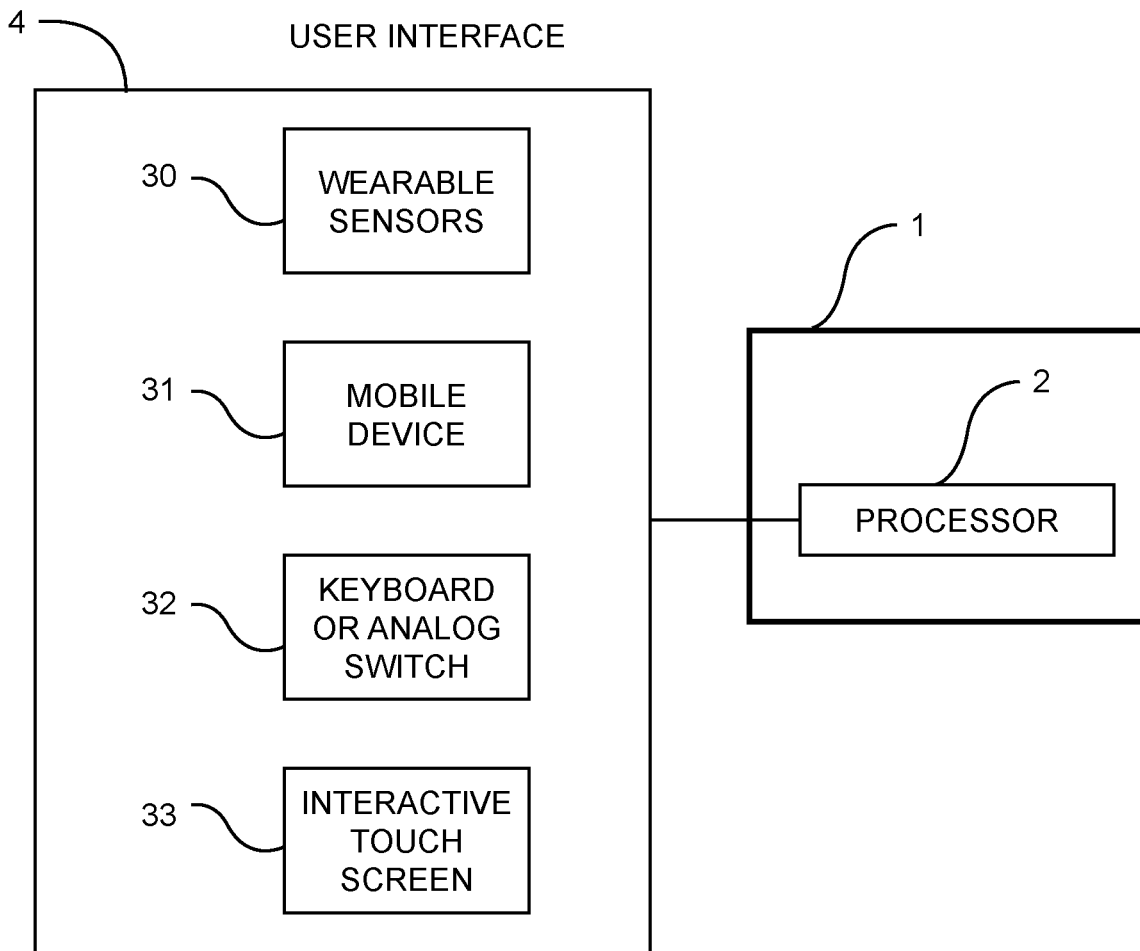 4
USER INTERFACE
30
WEARABLE
SENSORS
1
31
MOBILE
DEVICE
2
PROCESSOR
32
KEYBOARD
OR ANALOG
SWITCH
33
INTERACTIVE
TOUCH
SCREEN